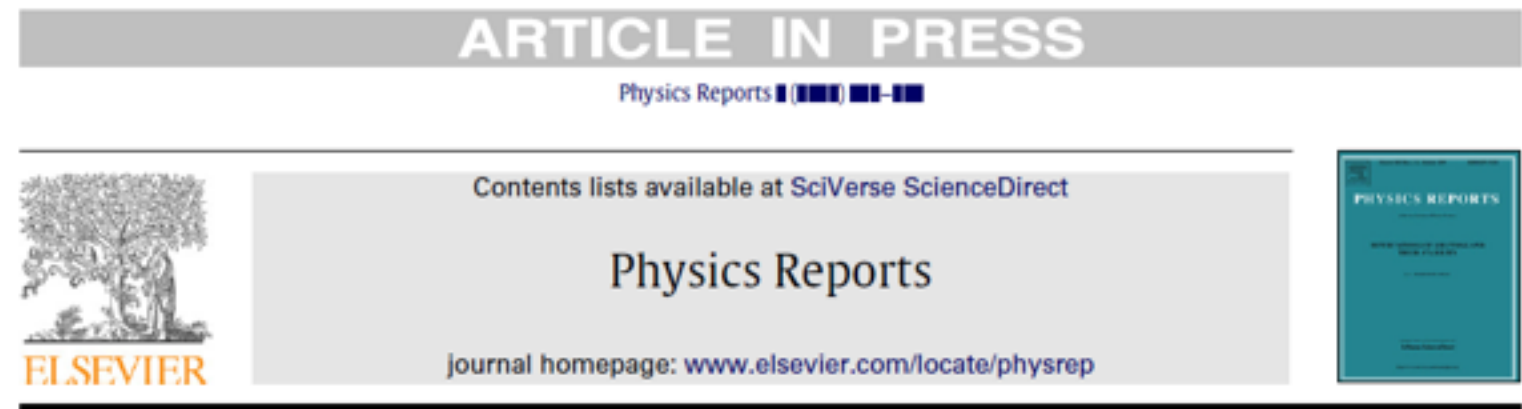 ARTICLE IN PRESS
Physics Reports ▮ (▮▮▮▮) ▮▮▮–▮▮▮
Contents lists available at SciVerse ScienceDirect
Physics Reports
journal homepage: www.elsevier.com/locate/physrep
ELSEVIER
PHYSICS REPORTS